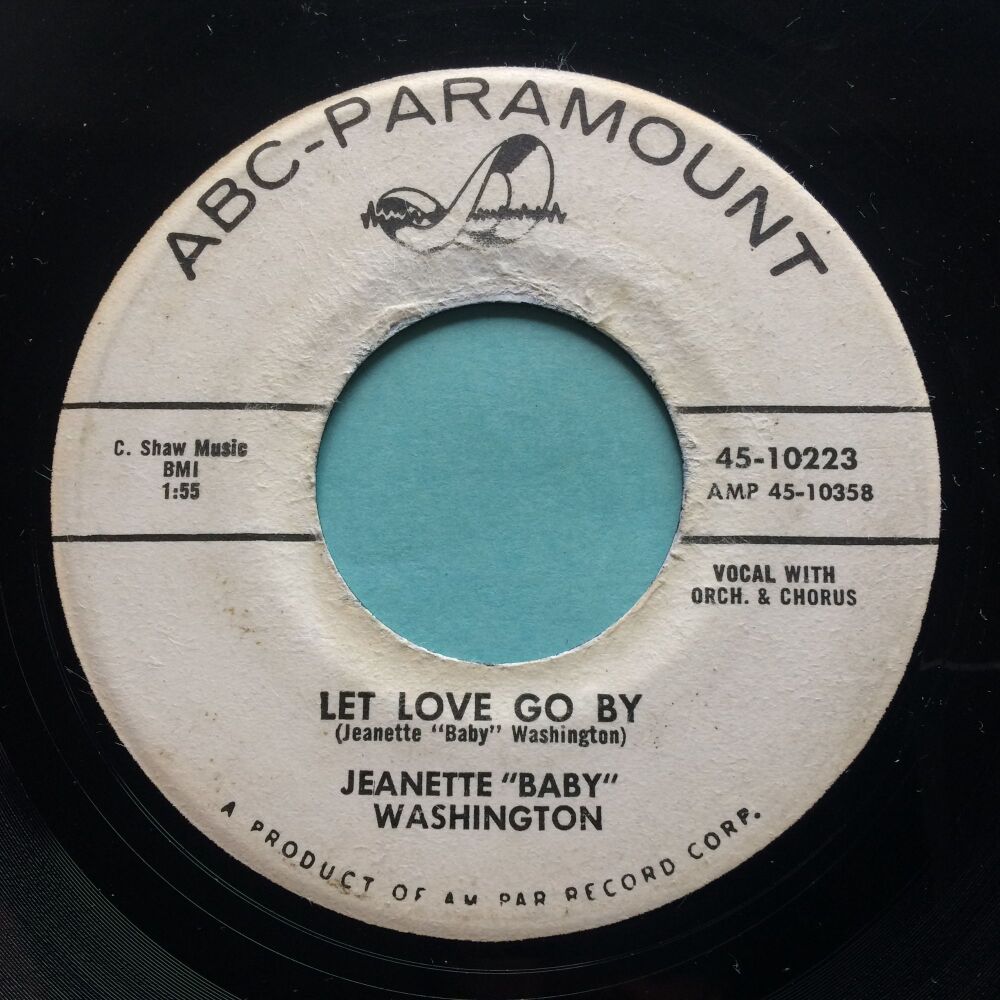 ABC-PARAMOUNT
C. Shaw Music
BMI
1:55
45-10223
AMP 45-10358
VOCAL WITH
ORCH. & CHORUS
LET LOVE GO BY
(Jeanette "Baby" Washington)
JEANETTE "BABY"
WASHINGTON
A PRODUCT OF AM PAR RECORD CORP.